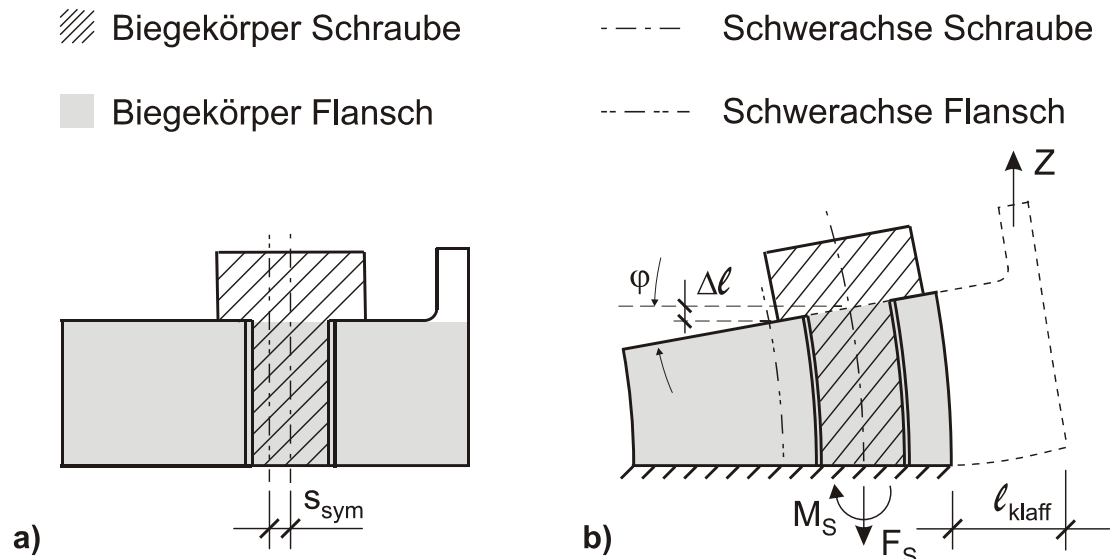 Biegekörper Schraube
Schwerachse Schraube
Biegekörper Flansch
Schwerachse Flansch
Z
φ
Δℓ
s_sym
M_S
F_S
ℓ_klaff
a)
b)